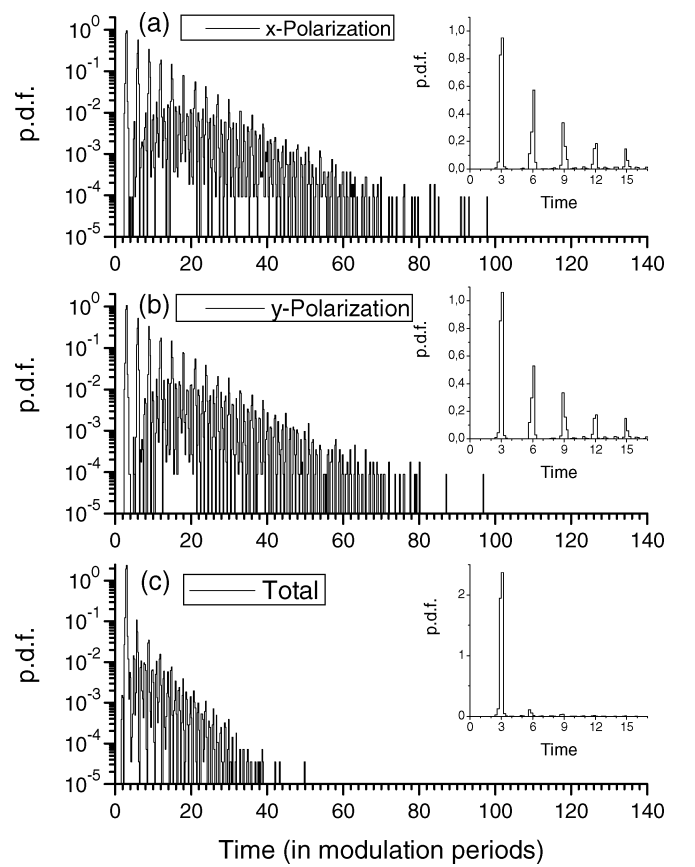 (a)
x-Polarization
p.d.f.
10^0
10^-1
10^-2
10^-3
10^-4
10^-5
0 20 40 60 80 100 120 140
p.d.f.
1,0
0,8
0,6
0,4
0,2
0,0
0 3 6 9 12 15
Time
(b)
y-Polarization
p.d.f.
10^0
10^-1
10^-2
10^-3
10^-4
10^-5
0 20 40 60 80 100 120 140
p.d.f.
1,0
0,8
0,6
0,4
0,2
0,0
0 3 6 9 12 15
Time
(c)
Total
p.d.f.
10^0
10^-1
10^-2
10^-3
10^-4
10^-5
0 20 40 60 80 100 120 140
p.d.f.
2
1
0
0 3 6 9 12 15
Time
Time (in modulation periods)